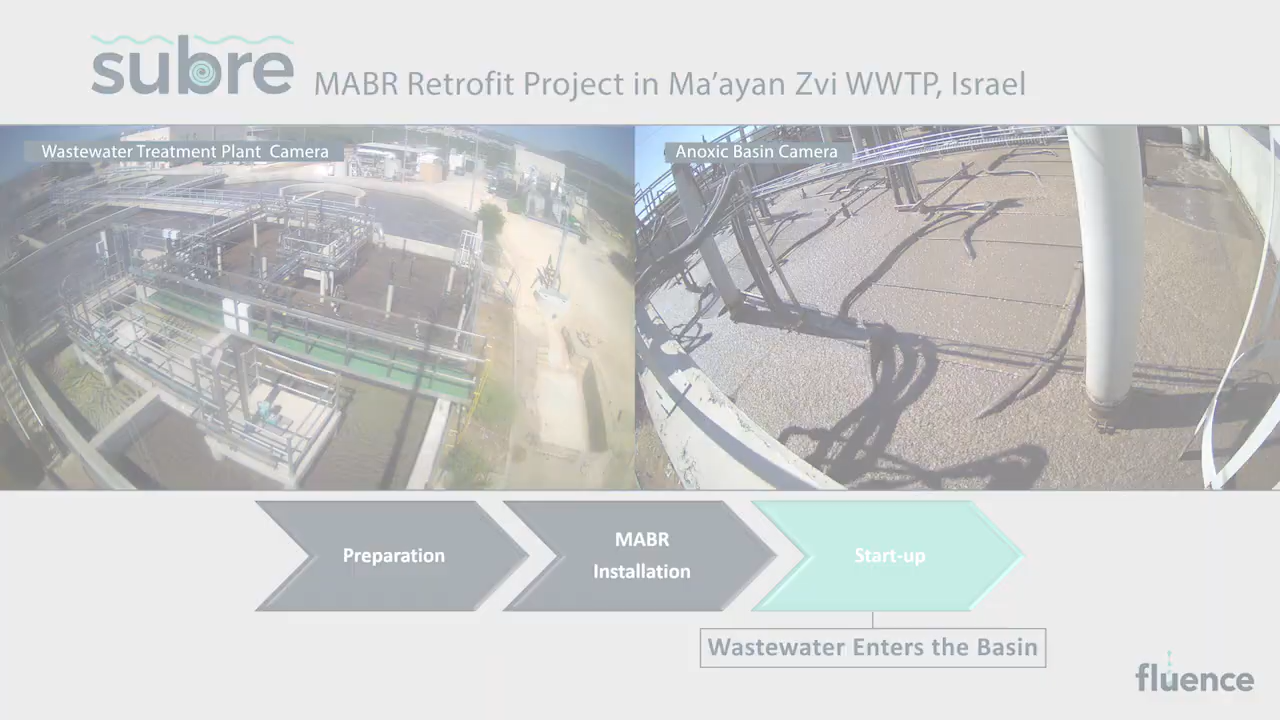 subre
MABR Retrofit Project in Ma'ayan Zvi WWTP, Israel
Wastewater Treatment Plant Camera
Anoxic Basin Camera
Preparation
MABR
Installation
Start-up
Wastewater Enters the Basin
fluence